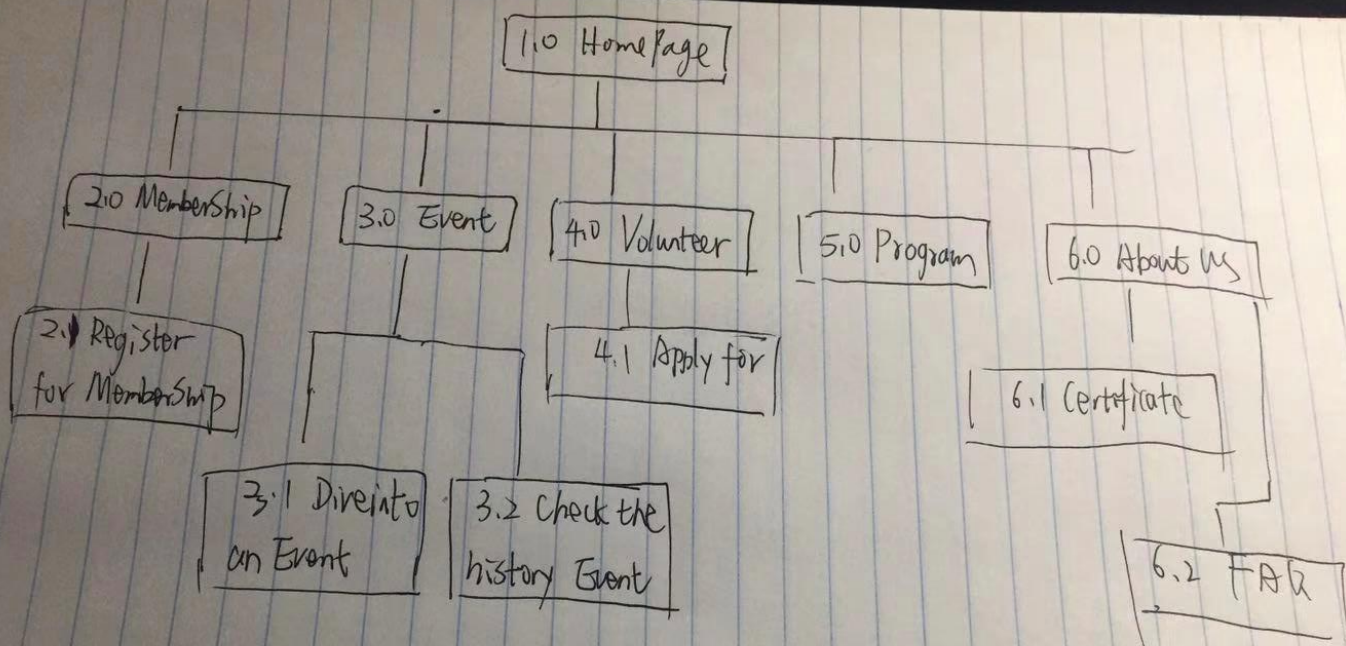 1.0 HomePage
2.0 MemberShip
3.0 Event
4.0 Volunteer
5.0 Program
6.0 About Us
2.1 Register
for MemberShip
4.1 Apply for
6.1 Certificate
3.1 Diveinto
an Event
3.2 Check the
history Event
6.2 FAQ